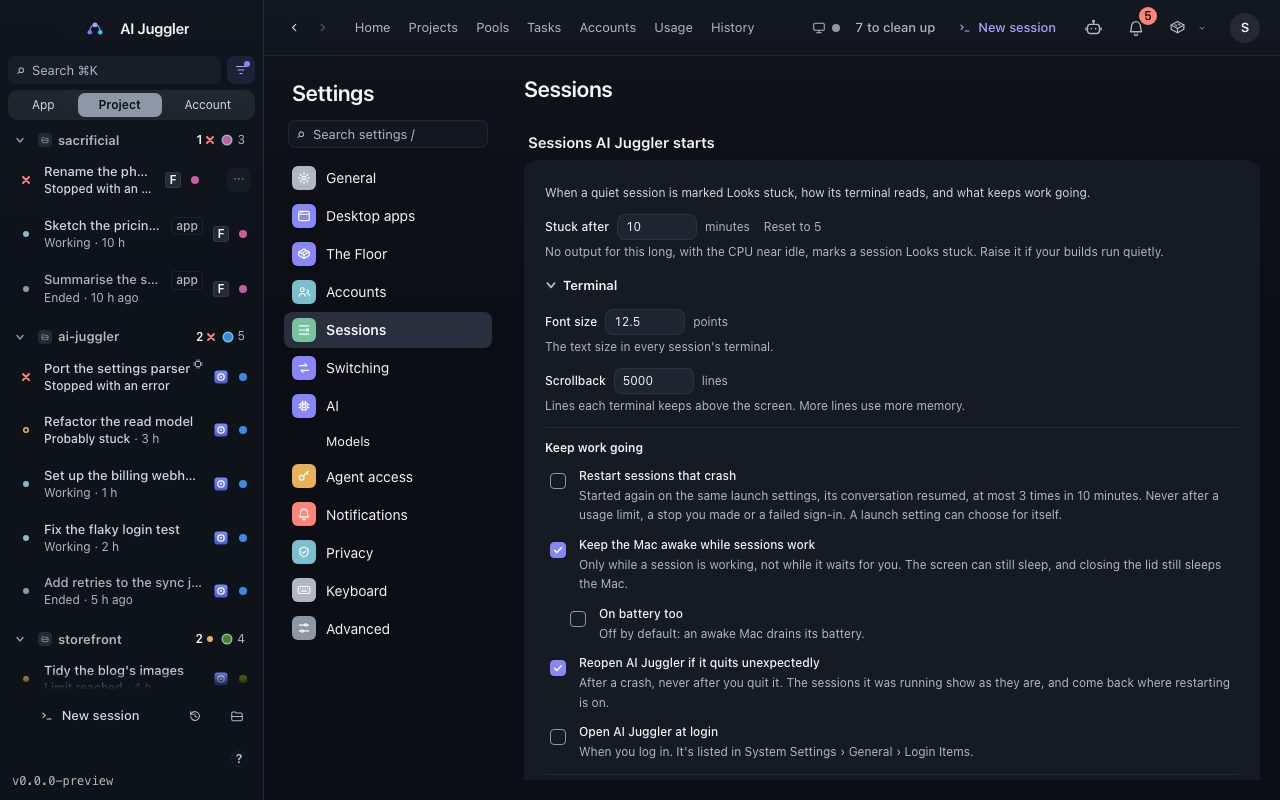 AI Juggler
Search ⌘K
App
Project
Account
sacrificial
1
3
Rename the ph...
Stopped with an ...
F
Sketch the pricin...
app
Working · 10 h
F
Summarise the s...
app
Ended · 10 h ago
F
ai-juggler
2
5
Port the settings parser
Stopped with an error
Refactor the read model
Probably stuck · 3 h
Set up the billing webh...
Working · 1 h
Fix the flaky login test
Working · 2 h
Add retries to the sync j...
Ended · 5 h ago
storefront
2
4
Tidy the blog's images
Limit reached · 4 h
New session
?
v0.0.0-preview
Home
Projects
Pools
Tasks
Accounts
Usage
History
7 to clean up
New session
5
S
Settings
Search settings /
General
Desktop apps
The Floor
Accounts
Sessions
Switching
AI
Models
Agent access
Notifications
Privacy
Keyboard
Advanced
Sessions
Sessions AI Juggler starts
When a quiet session is marked Looks stuck, how its terminal reads, and what keeps work going.
Stuck after 10 minutes Reset to 5
No output for this long, with the CPU near idle, marks a session Looks stuck. Raise it if your builds run quietly.
Terminal
Font size 12.5 points
The text size in every session's terminal.
Scrollback 5000 lines
Lines each terminal keeps above the screen. More lines use more memory.
Keep work going
Restart sessions that crash
Started again on the same launch settings, its conversation resumed, at most 3 times in 10 minutes. Never after a
usage limit, a stop you made or a failed sign-in. A launch setting can choose for itself.
Keep the Mac awake while sessions work
Only while a session is working, not while it waits for you. The screen can still sleep, and closing the lid still sleeps
the Mac.
On battery too
Off by default: an awake Mac drains its battery.
Reopen AI Juggler if it quits unexpectedly
After a crash, never after you quit it. The sessions it was running show as they are, and come back where restarting
is on.
Open AI Juggler at login
When you log in. It's listed in System Settings › General › Login Items.